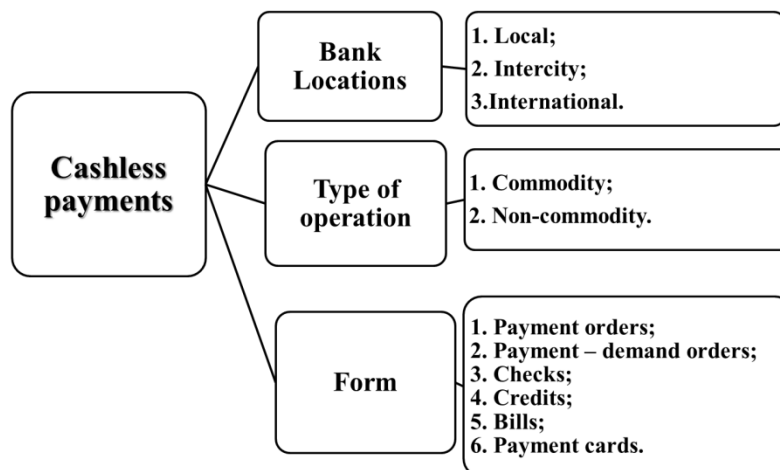 Cashless
payments
Bank
Locations
1. Local;
2. Intercity;
3.International.
Type of
operation
1. Commodity;
2. Non-commodity.
Form
1. Payment orders;
2. Payment – demand orders;
3. Checks;
4. Credits;
5. Bills;
6. Payment cards.